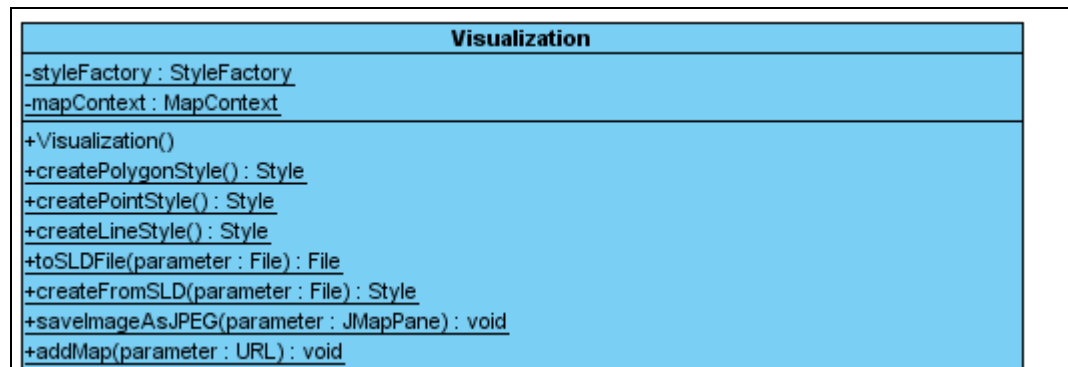 Visualization
-styleFactory : StyleFactory
-mapContext : MapContext
+Visualization()
+createPolygonStyle() : Style
+createPointStyle() : Style
+createLineStyle() : Style
+toSLDFile(parameter : File) : File
+createFromSLD(parameter : File) : Style
+saveImageAsJPEG(parameter : JMapPane) : void
+addMap(parameter : URL) : void